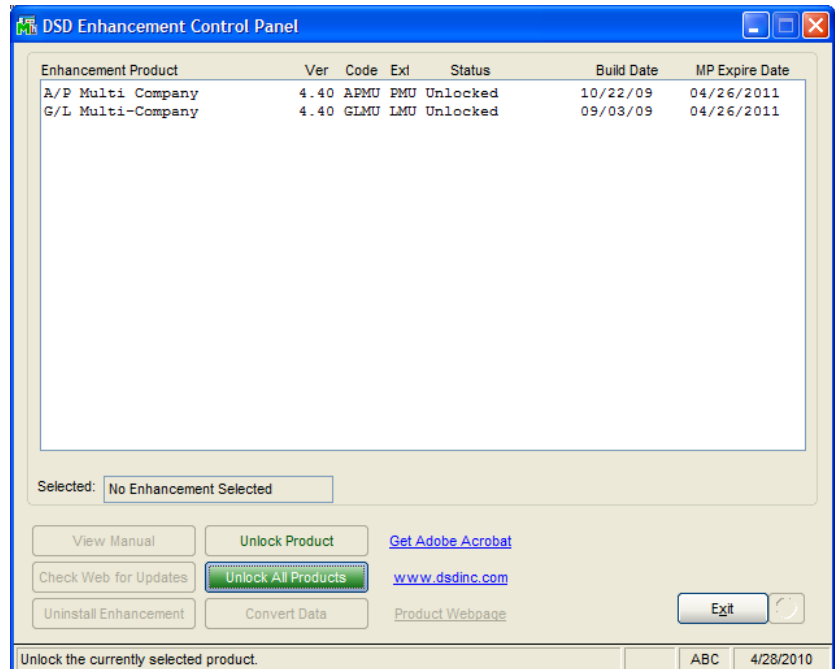 DSD Enhancement Control Panel
Enhancement Product Ver Code Ext Status Build Date MP Expire Date
A/P Multi Company 4.40 APMU PMU Unlocked 10/22/09 04/26/2011
G/L Multi-Company 4.40 GLMU LMU Unlocked 09/03/09 04/26/2011
Selected: No Enhancement Selected
View Manual Unlock Product Get Adobe Acrobat
Check Web for Updates Unlock All Products www.dsdinc.com
Uninstall Enhancement Convert Data Product Webpage Exit
Unlock the currently selected product. ABC 4/28/2010